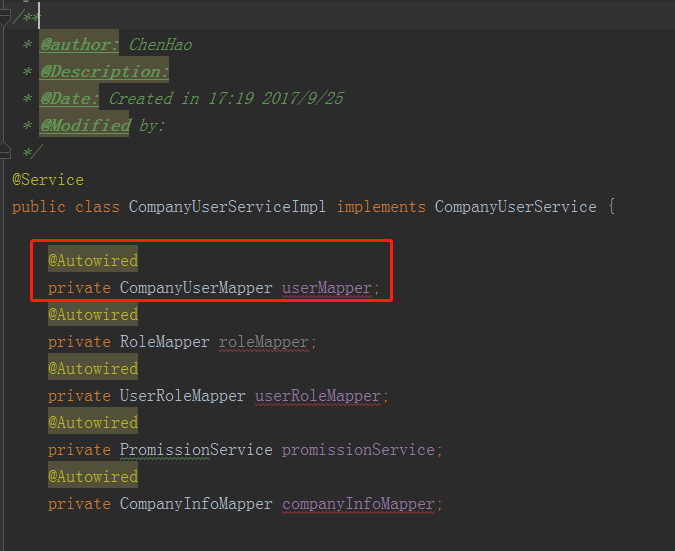 /**
* @author: ChenHao
* @Description:
* @Date: Created in 17:19 2017/9/25
* @Modified by:
*/
@Service
public class CompanyUserServiceImpl implements CompanyUserService {
@Autowired
private CompanyUserMapper userMapper;
@Autowired
private RoleMapper roleMapper;
@Autowired
private UserRoleMapper userRoleMapper;
@Autowired
private PromissionService promissionService;
@Autowired
private CompanyInfoMapper companyInfoMapper;